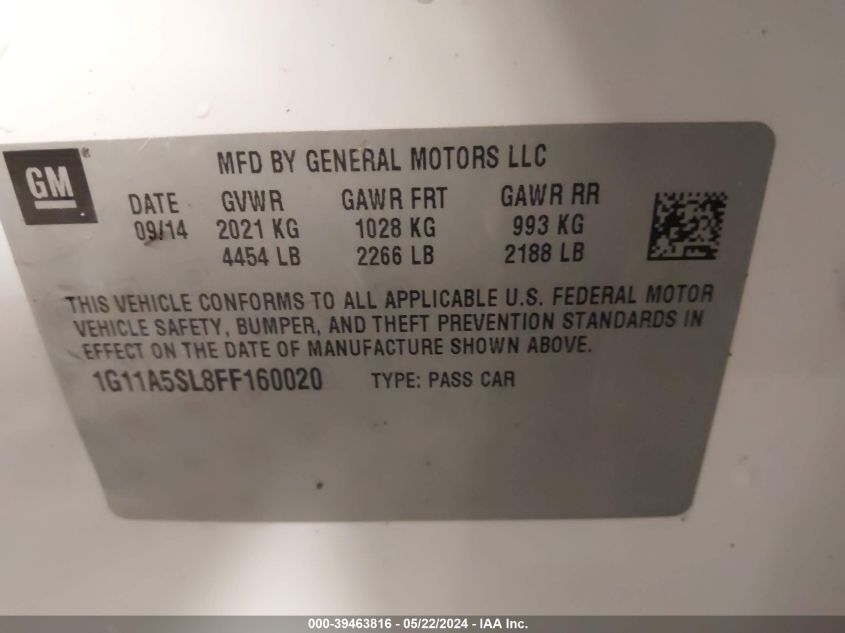 GM®
MFD BY GENERAL MOTORS LLC
DATE GVWR GAWR FRT GAWR RR
09/14 2021 KG 1028 KG 993 KG
4454 LB 2266 LB 2188 LB
THIS VEHICLE CONFORMS TO ALL APPLICABLE U.S. FEDERAL MOTOR
VEHICLE SAFETY, BUMPER, AND THEFT PREVENTION STANDARDS IN
EFFECT ON THE DATE OF MANUFACTURE SHOWN ABOVE.
1G11A5SL8FF160020 TYPE: PASS CAR
000-39463816 - 05/22/2024 - IAA Inc.